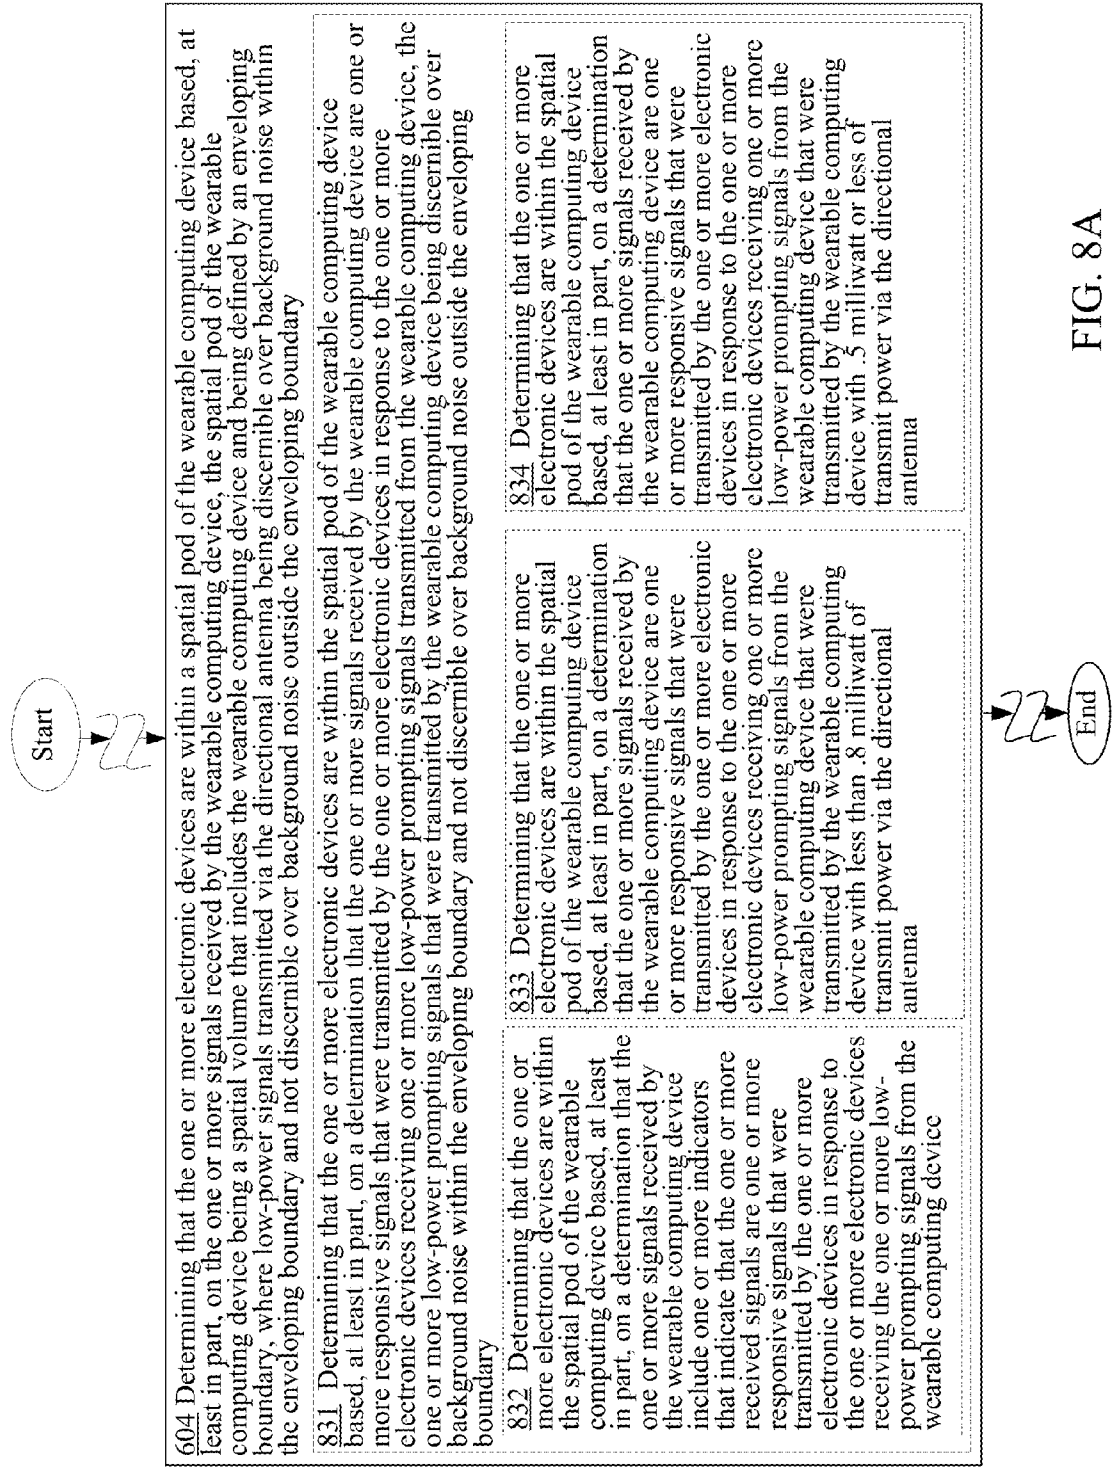 Start
604 Determining that the one or more electronic devices are within a spatial pod of the wearable computing device based, at
least in part, on the one or more signals received by the wearable computing device, the spatial pod of the wearable
computing device being a spatial volume that includes the wearable computing device and being defined by an enveloping
boundary, where low-power signals transmitted via the directional antenna being discernible over background noise within
the enveloping boundary and not discernible over background noise outside the enveloping boundary
831 Determining that the one or more electronic devices are within the spatial pod of the wearable computing device
based, at least in part, on a determination that the one or more signals received by the wearable computing device are one or
more responsive signals that were transmitted by the one or more electronic devices in response to the one or more
electronic devices receiving one or more low-power prompting signals transmitted from the wearable computing device, the
one or more low-power prompting signals that were transmitted by the wearable computing device being discernible over
background noise within the enveloping boundary and not discernible over background noise outside the enveloping
boundary
832 Determining that the one or
more electronic devices are within
the spatial pod of the wearable
computing device based, at least
in part, on a determination that the
one or more signals received by
the wearable computing device
include one or more indicators
that indicate that the one or more
received signals are one or more
responsive signals that were
transmitted by the one or more
electronic devices in response to
the one or more electronic devices
receiving the one or more low-
power prompting signals from the
wearable computing device
833 Determining that the one or more
electronic devices are within the spatial
pod of the wearable computing device
based, at least in part, on a determination
that the one or more signals received by
the wearable computing device are one
or more responsive signals that were
transmitted by the one or more electronic
devices in response to the one or more
electronic devices receiving one or more
low-power prompting signals from the
wearable computing device that were
transmitted by the wearable computing
device with less than .8 milliwatt of
transmit power via the directional
antenna
834 Determining that the one or more
electronic devices are within the spatial
pod of the wearable computing device
based, at least in part, on a determination
that the one or more signals received by
the wearable computing device are one
or more responsive signals that were
transmitted by the one or more electronic
devices in response to the one or more
electronic devices receiving one or more
low-power prompting signals from the
wearable computing device that were
transmitted by the wearable computing
device with .5 milliwatt or less of
transmit power via the directional
antenna
End
FIG. 8A